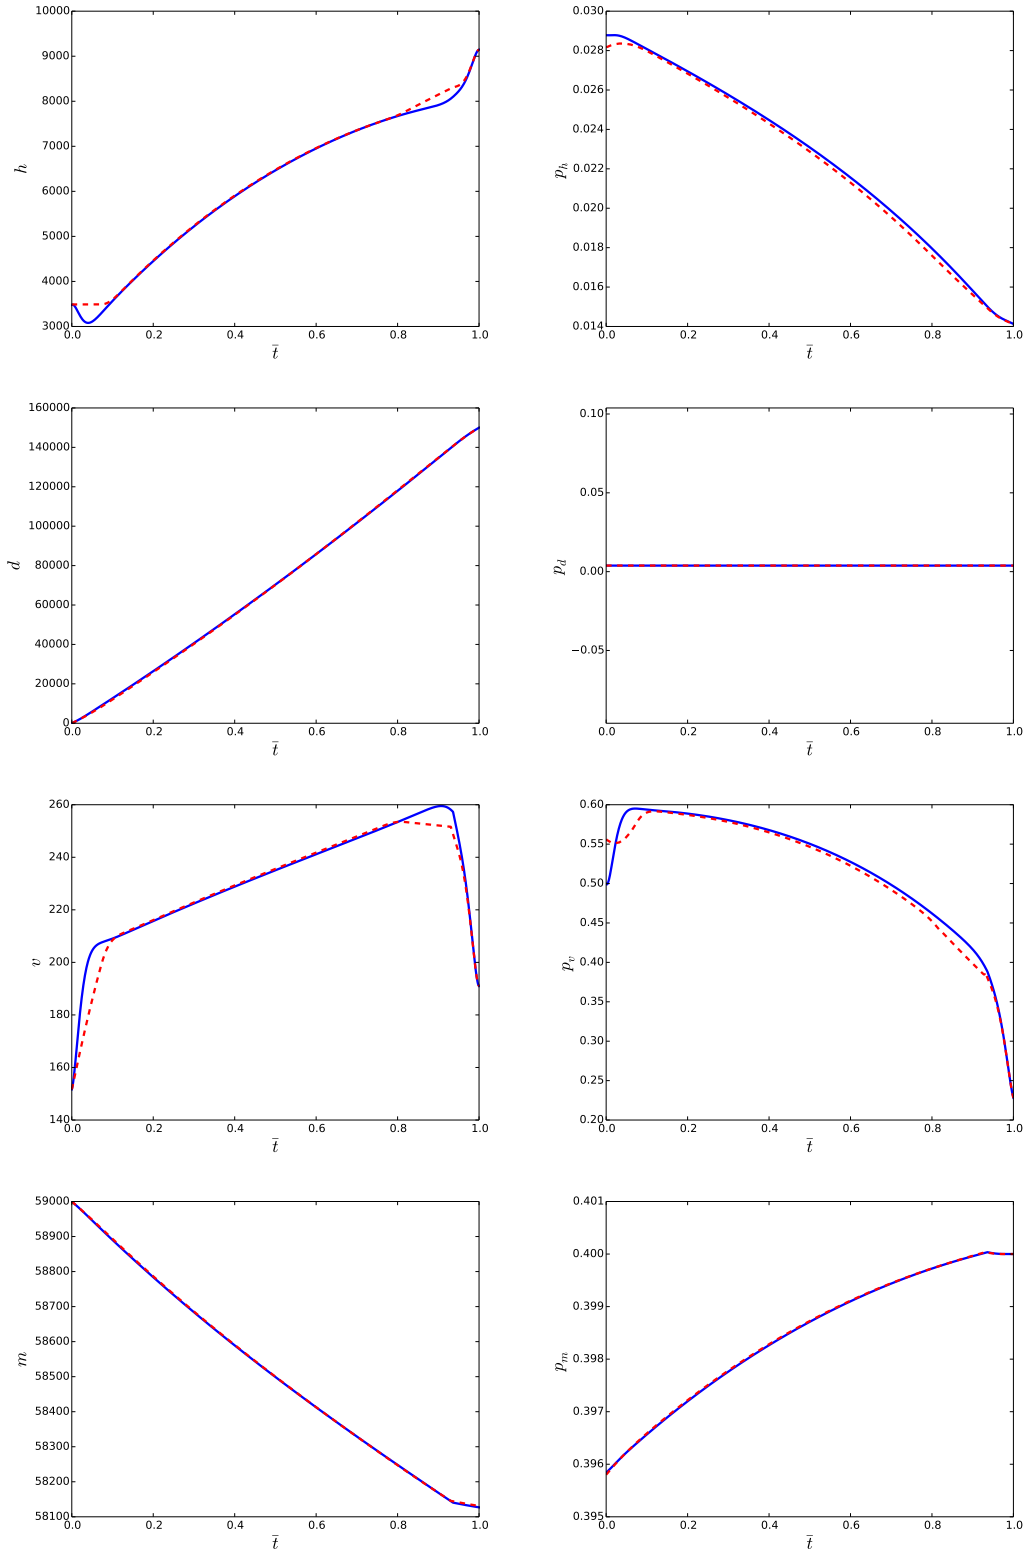 10000
9000
8000
7000
6000
5000
4000
3000
h
0.0 0.2 0.4 0.6 0.8 1.0
t̄
0.030
0.028
0.026
0.024
0.022
0.020
0.018
0.016
0.014
p_h
0.0 0.2 0.4 0.6 0.8 1.0
t̄
160000
140000
120000
100000
80000
60000
40000
20000
0
d
0.0 0.2 0.4 0.6 0.8 1.0
t̄
0.10
0.05
0.00
−0.05
p_d
0.0 0.2 0.4 0.6 0.8 1.0
t̄
260
240
220
200
180
160
140
v
0.0 0.2 0.4 0.6 0.8 1.0
t̄
0.60
0.55
0.50
0.45
0.40
0.35
0.30
0.25
0.20
p_v
0.0 0.2 0.4 0.6 0.8 1.0
t̄
59000
58900
58800
58700
58600
58500
58400
58300
58200
58100
m
0.0 0.2 0.4 0.6 0.8 1.0
t̄
0.401
0.400
0.399
0.398
0.397
0.396
0.395
p_m
0.0 0.2 0.4 0.6 0.8 1.0
t̄